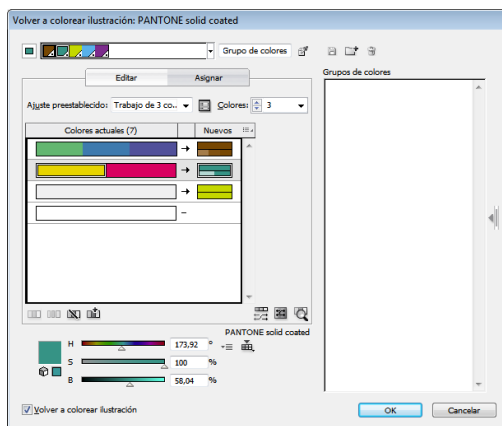 Volver a colorear ilustración: PANTONE solid coated
Grupo de colores
Editar
Asignar
Grupos de colores
Ajuste preestablecido: Trabajo de 3 co..
Colores: 3
Colores actuales (7)
Nuevos
PANTONE solid coated
H 173,92 °
S 100 %
B 58,04 %
Volver a colorear ilustración
OK
Cancelar